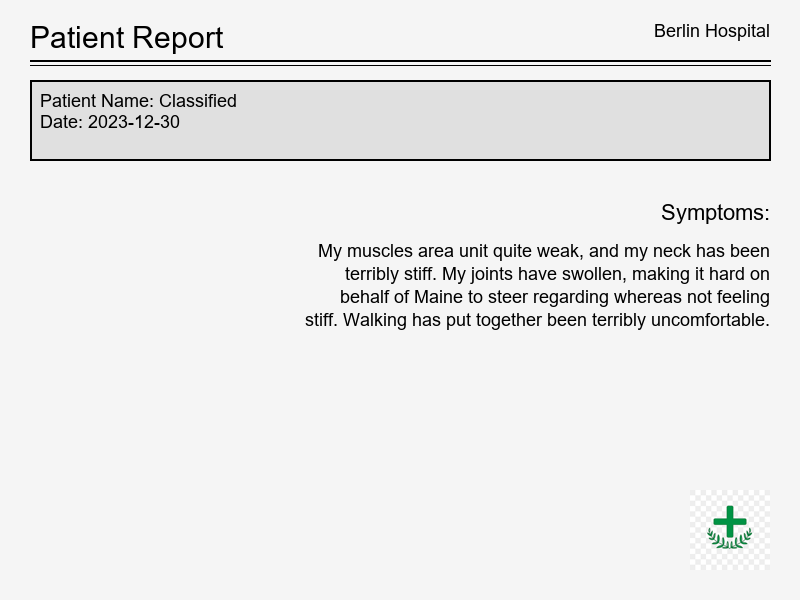 Patient Report
Berlin Hospital
Patient Name: Classified
Date: 2023-12-30
Symptoms:
My muscles area unit quite weak, and my neck has been
terribly stiff. My joints have swollen, making it hard on
behalf of Maine to steer regarding whereas not feeling
stiff. Walking has put together been terribly uncomfortable.